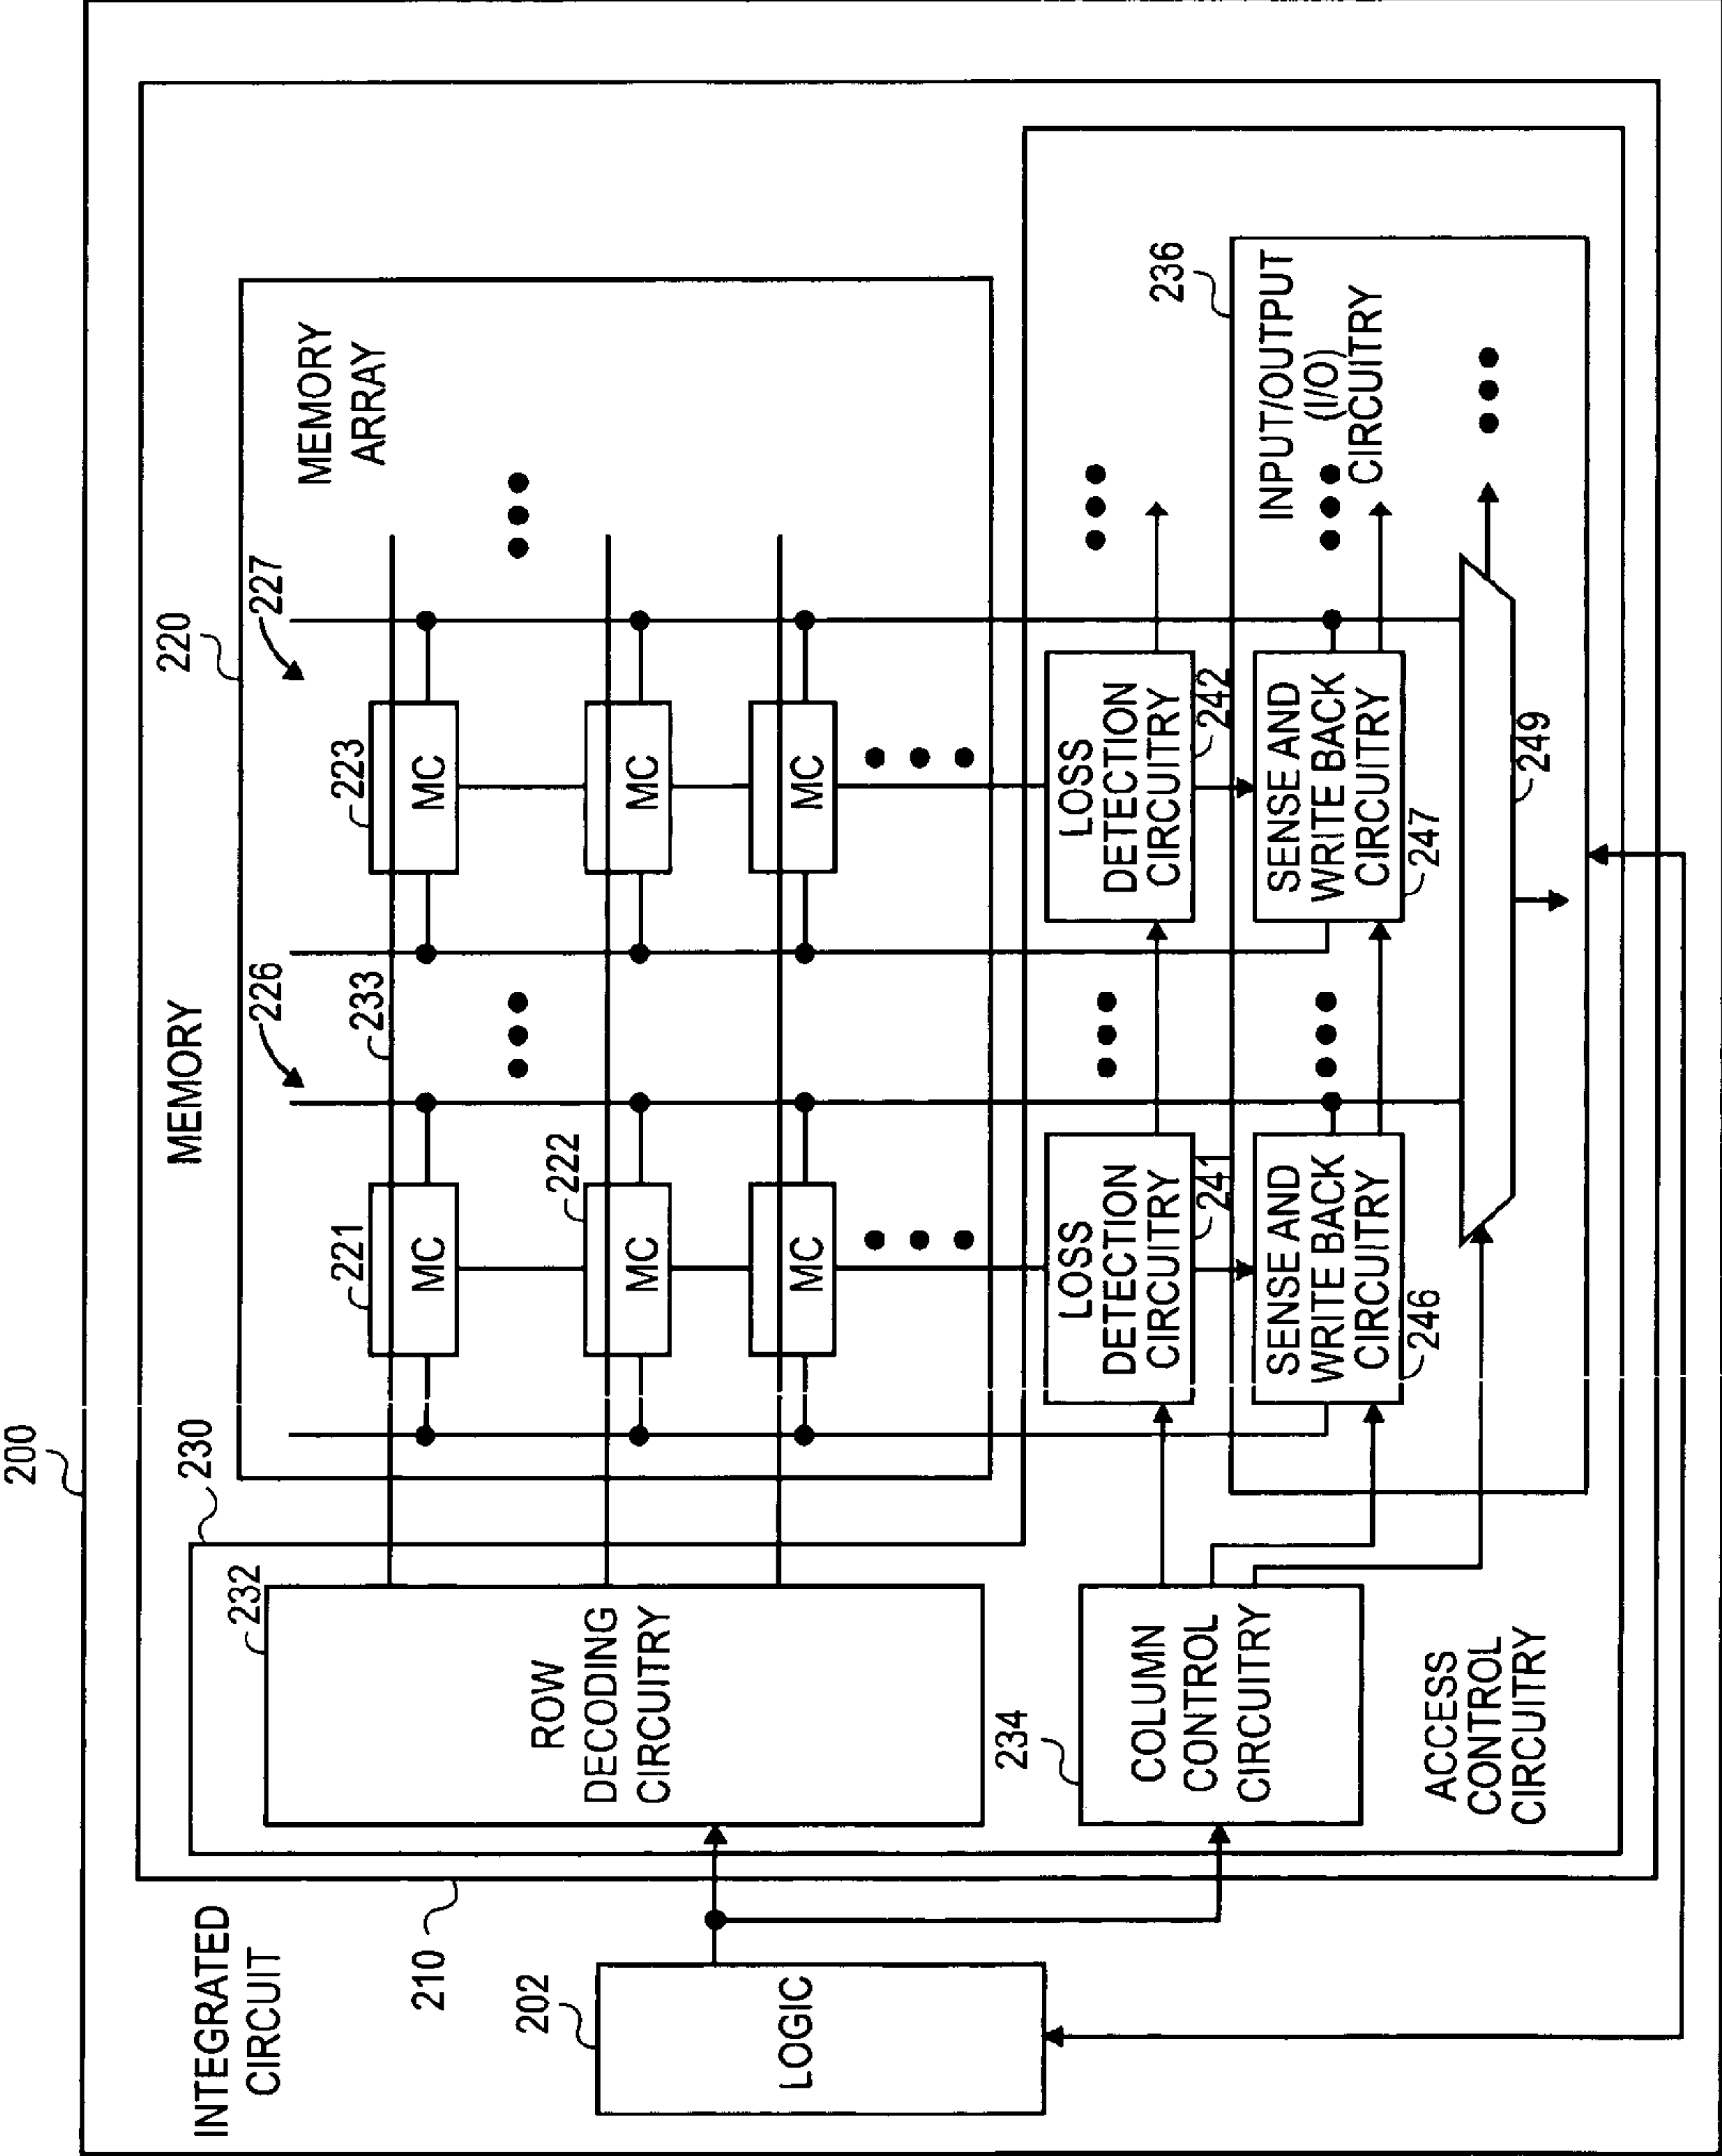 200
INTEGRATED
CIRCUIT
210
MEMORY
230
220
232
ROW
DECODING
CIRCUITRY
202
LOGIC
226
227
MEMORY
ARRAY
221
MC
233
223
MC
222
MC
MC
MC
MC
234
COLUMN
CONTROL
CIRCUITRY
LOSS
DETECTION
CIRCUITRY
241
LOSS
DETECTION
CIRCUITRY
242
236
INPUT/OUTPUT
(I/O)
CIRCUITRY
SENSE AND
WRITE BACK
CIRCUITRY
246
SENSE AND
WRITE BACK
CIRCUITRY
247
249
ACCESS
CONTROL
CIRCUITRY